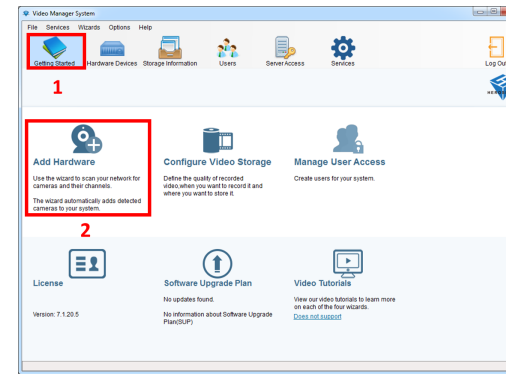 Video Manager System
File Services Wizards Options Help
Getting Started Hardware Devices Storage Information Users Server Access Services Log Out
1
Add Hardware
Use the wizard to scan your network for
cameras and their channels.
The wizard automatically adds detected
cameras to your system.
2
Configure Video Storage
Define the quality of recorded
video,when you want to record it and
where you want to store it.
Manage User Access
Create users for your system.
License
Version: 7.1.20.5
Software Upgrade Plan
No updates found.
No information about Software Upgrade
Plan(SUP)
Video Tutorials
View our video tutorials to learn more
on each of the four wizards.
Does not support